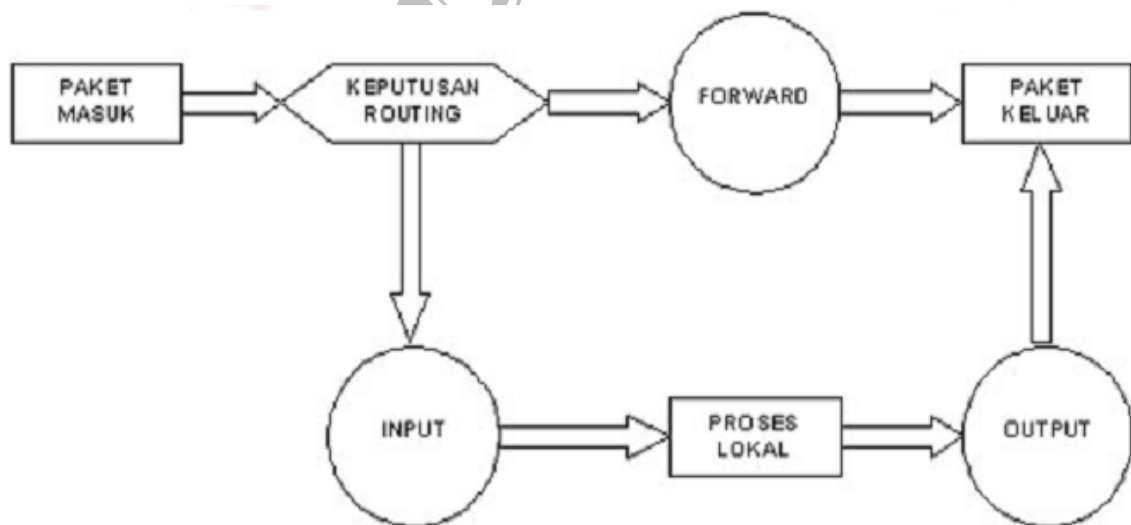 PAKET
MASUK
KEPUTUSAN
ROUTING
FORWARD
PAKET
KELUAR
INPUT
PROSES
LOKAL
OUTPUT